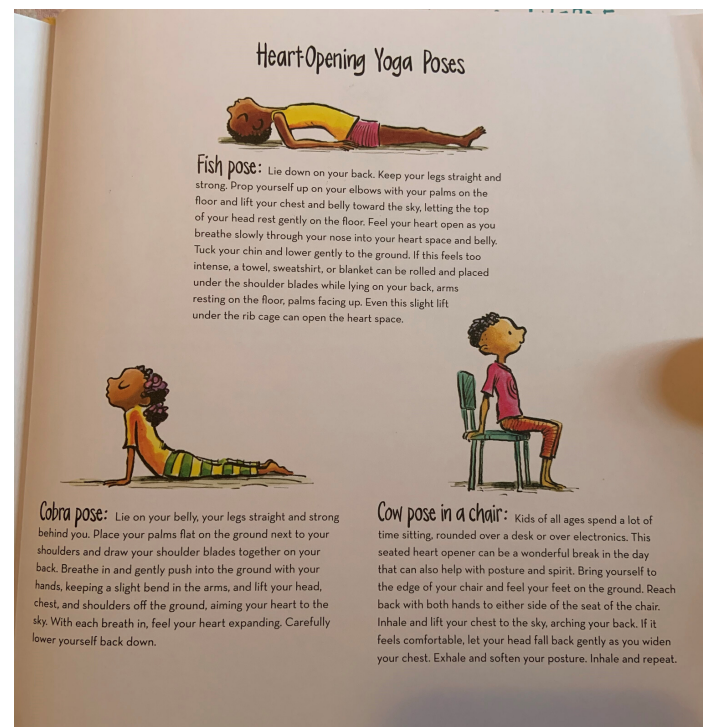 Heart-Opening Yoga Poses
Fish pose: Lie down on your back. Keep your legs straight and
strong. Prop yourself up on your elbows with your palms on the
floor and lift your chest and belly toward the sky, letting the top
of your head rest gently on the floor. Feel your heart open as you
breathe slowly through your nose into your heart space and belly.
Tuck your chin and lower gently to the ground. If this feels too
intense, a towel, sweatshirt, or blanket can be rolled and placed
under the shoulder blades while lying on your back, arms
resting on the floor, palms facing up. Even this slight lift
under the rib cage can open the heart space.
Cobra pose: Lie on your belly, your legs straight and strong
behind you. Place your palms flat on the ground next to your
shoulders and draw your shoulder blades together on your
back. Breathe in and gently push into the ground with your
hands, keeping a slight bend in the arms, and lift your head,
chest, and shoulders off the ground, aiming your heart to the
sky. With each breath in, feel your heart expanding. Carefully
lower yourself back down.
Cow pose in a chair: Kids of all ages spend a lot of
time sitting, rounded over a desk or over electronics. This
seated heart opener can be a wonderful break in the day
that can also help with posture and spirit. Bring yourself to
the edge of your chair and feel your feet on the ground. Reach
back with both hands to either side of the seat of the chair.
Inhale and lift your chest to the sky, arching your back. If it
feels comfortable, let your head fall back gently as you widen
your chest. Exhale and soften your posture. Inhale and repeat.